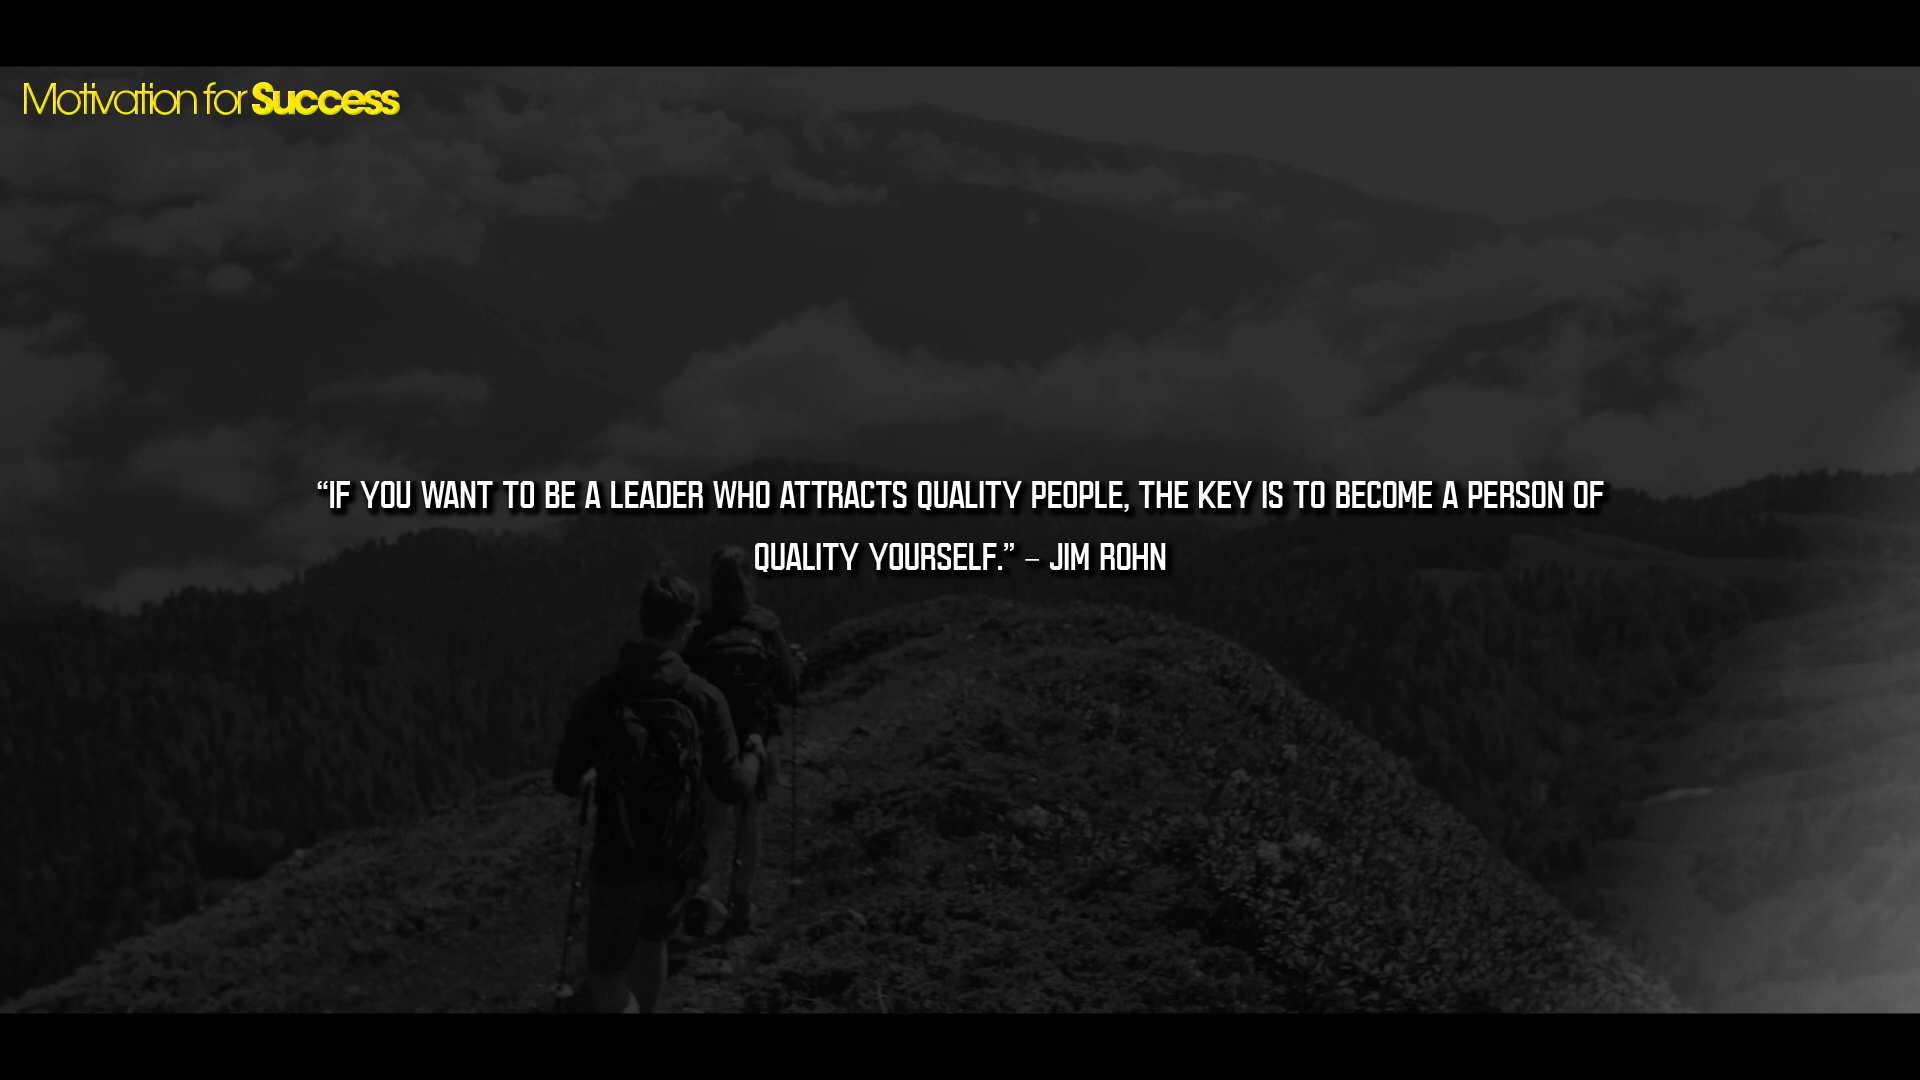 Motivation for Success
“IF YOU WANT TO BE A LEADER WHO ATTRACTS QUALITY PEOPLE, THE KEY IS TO BECOME A PERSON OF
QUALITY YOURSELF.” – JIM ROHN